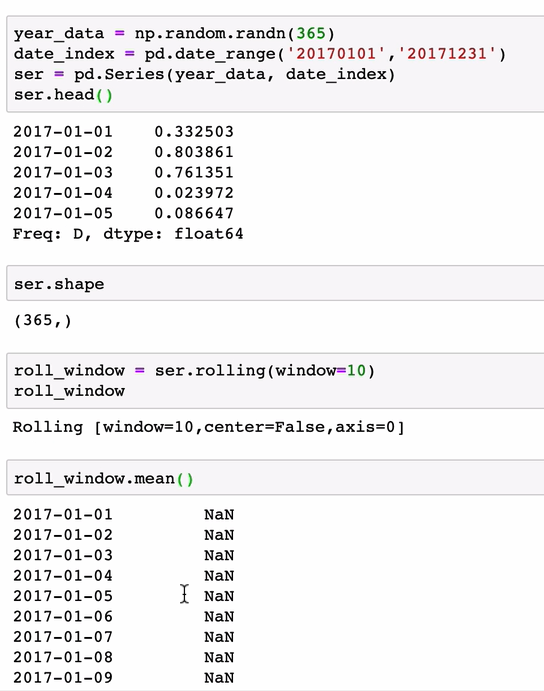 year_data = np.random.randn(365)
date_index = pd.date_range('20170101','20171231')
ser = pd.Series(year_data, date_index)
ser.head()
2017-01-01    0.332503
2017-01-02    0.803861
2017-01-03    0.761351
2017-01-04    0.023972
2017-01-05    0.086647
Freq: D, dtype: float64
ser.shape
(365,)
roll_window = ser.rolling(window=10)
roll_window
Rolling [window=10,center=False,axis=0]
roll_window.mean()
2017-01-01         NaN
2017-01-02         NaN
2017-01-03         NaN
2017-01-04         NaN
2017-01-05         NaN
2017-01-06         NaN
2017-01-07         NaN
2017-01-08         NaN
2017-01-09         NaN